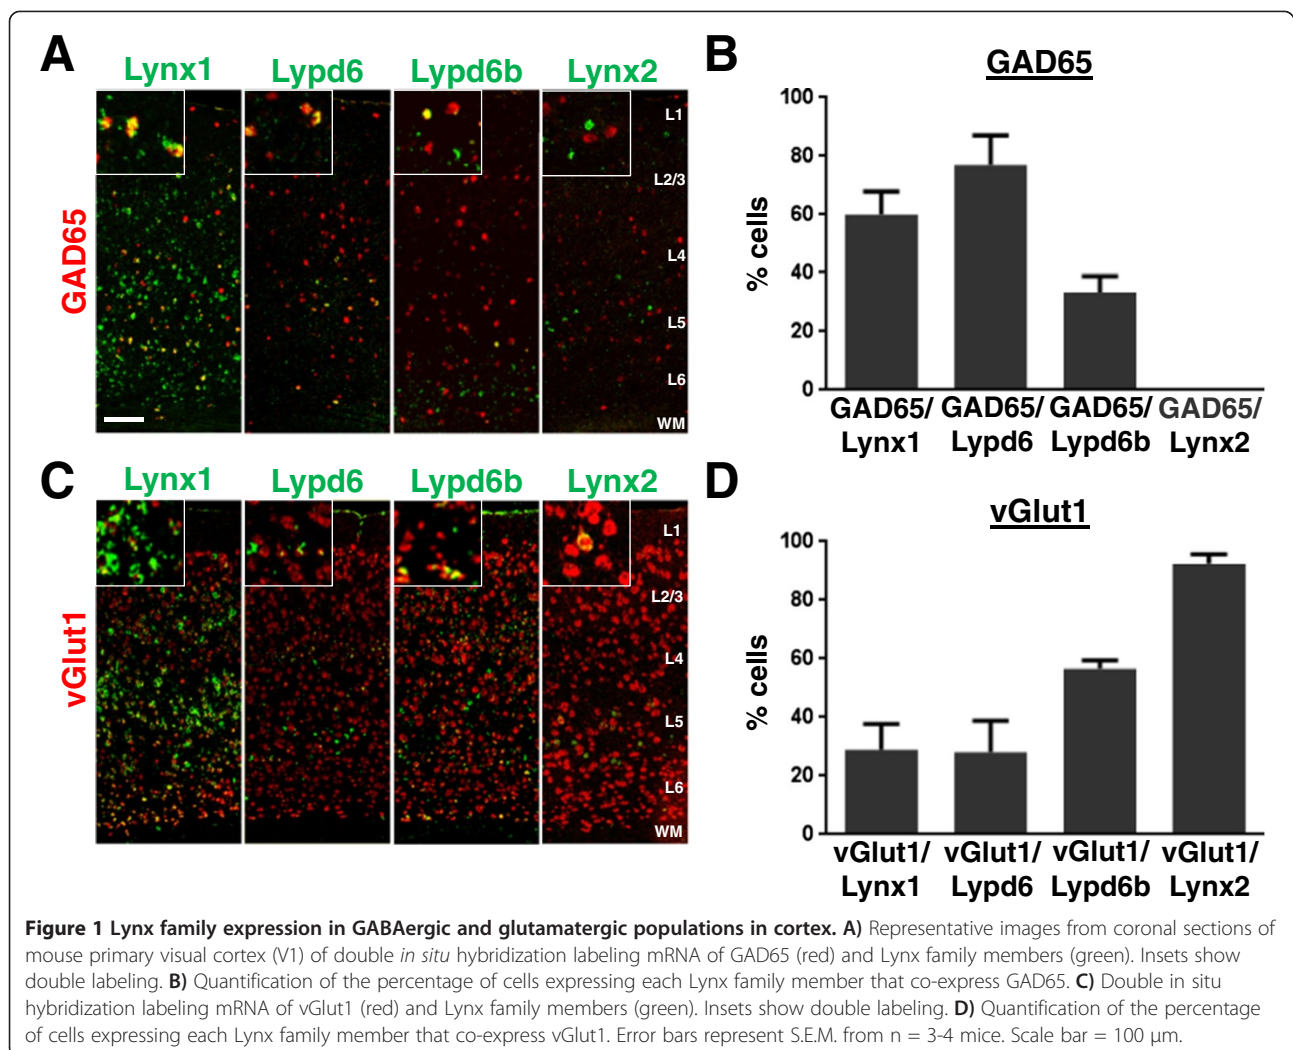 A
Lynx1 Lypd6 Lypd6b Lynx2
GAD65
L1
L2/3
L4
L5
L6
WM
B
GAD65
% cells
100
80
60
40
20
0
GAD65/ GAD65/ GAD65/ GAD65/
Lynx1 Lypd6 Lypd6b Lynx2
C
Lynx1 Lypd6 Lypd6b Lynx2
vGlut1
L1
L2/3
L4
L5
L6
WM
D
vGlut1
% cells
100
80
60
40
20
0
vGlut1/ vGlut1/ vGlut1/ vGlut1/
Lynx1 Lypd6 Lypd6b Lynx2
Figure 1 Lynx family expression in GABAergic and glutamatergic populations in cortex. A) Representative images from coronal sections of
mouse primary visual cortex (V1) of double in situ hybridization labeling mRNA of GAD65 (red) and Lynx family members (green). Insets show
double labeling. B) Quantification of the percentage of cells expressing each Lynx family member that co-express GAD65. C) Double in situ
hybridization labeling mRNA of vGlut1 (red) and Lynx family members (green). Insets show double labeling. D) Quantification of the percentage
of cells expressing each Lynx family member that co-express vGlut1. Error bars represent S.E.M. from n = 3-4 mice. Scale bar = 100 μm.